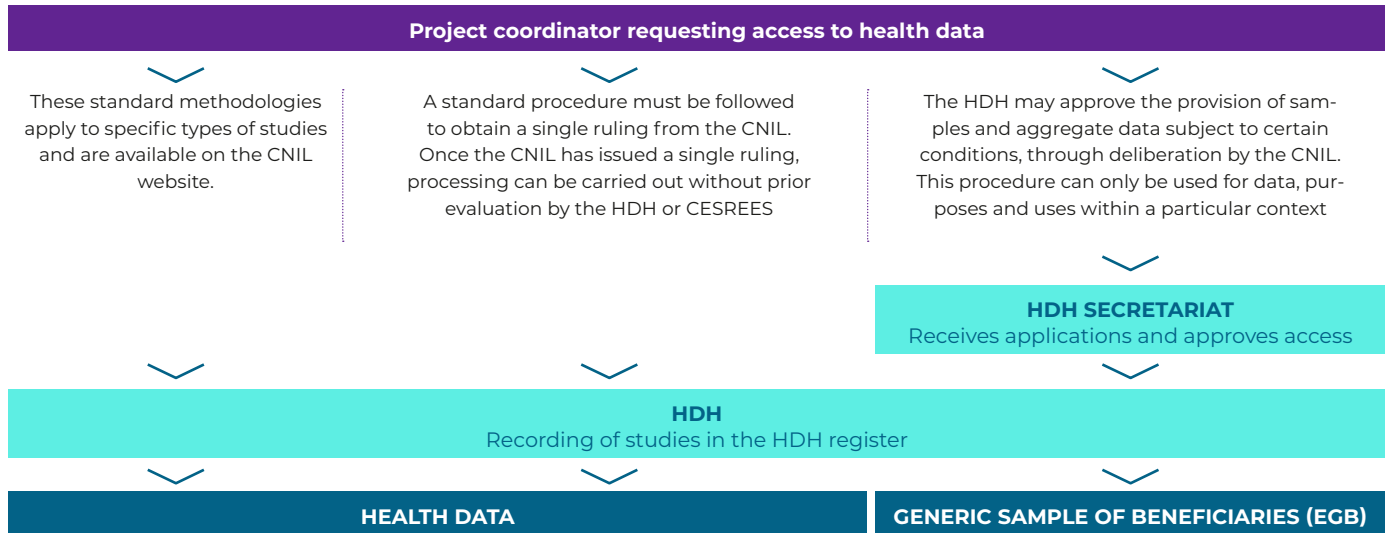 Project coordinator requesting access to health data
These standard methodologies
apply to specific types of studies
and are available on the CNIL
website.
A standard procedure must be followed
to obtain a single ruling from the CNIL.
Once the CNIL has issued a single ruling,
processing can be carried out without prior
evaluation by the HDH or CESREES
The HDH may approve the provision of sam-
ples and aggregate data subject to certain
conditions, through deliberation by the CNIL.
This procedure can only be used for data, pur-
poses and uses within a particular context
HDH SECRETARIAT
Receives applications and approves access
HDH
Recording of studies in the HDH register
HEALTH DATA
GENERIC SAMPLE OF BENEFICIARIES (EGB)